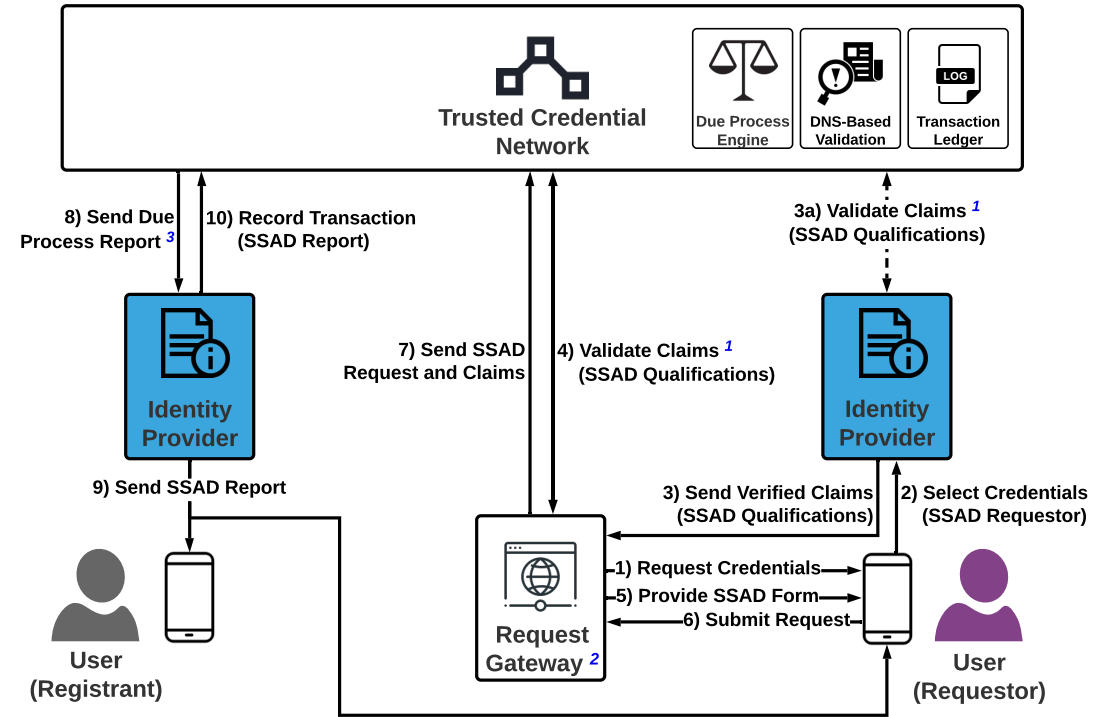 Trusted Credential
Network
Due Process
Engine
DNS-Based
Validation
LOG
Transaction
Ledger
8) Send Due
Process Report 3
10) Record Transaction
(SSAD Report)
3a) Validate Claims 1
(SSAD Qualifications)
7) Send SSAD
Request and Claims
4) Validate Claims 1
(SSAD Qualifications)
Identity
Provider
Identity
Provider
9) Send SSAD Report
3) Send Verified Claims
(SSAD Qualifications)
2) Select Credentials
(SSAD Requestor)
1) Request Credentials
5) Provide SSAD Form
6) Submit Request
Request
Gateway 2
User
(Registrant)
User
(Requestor)